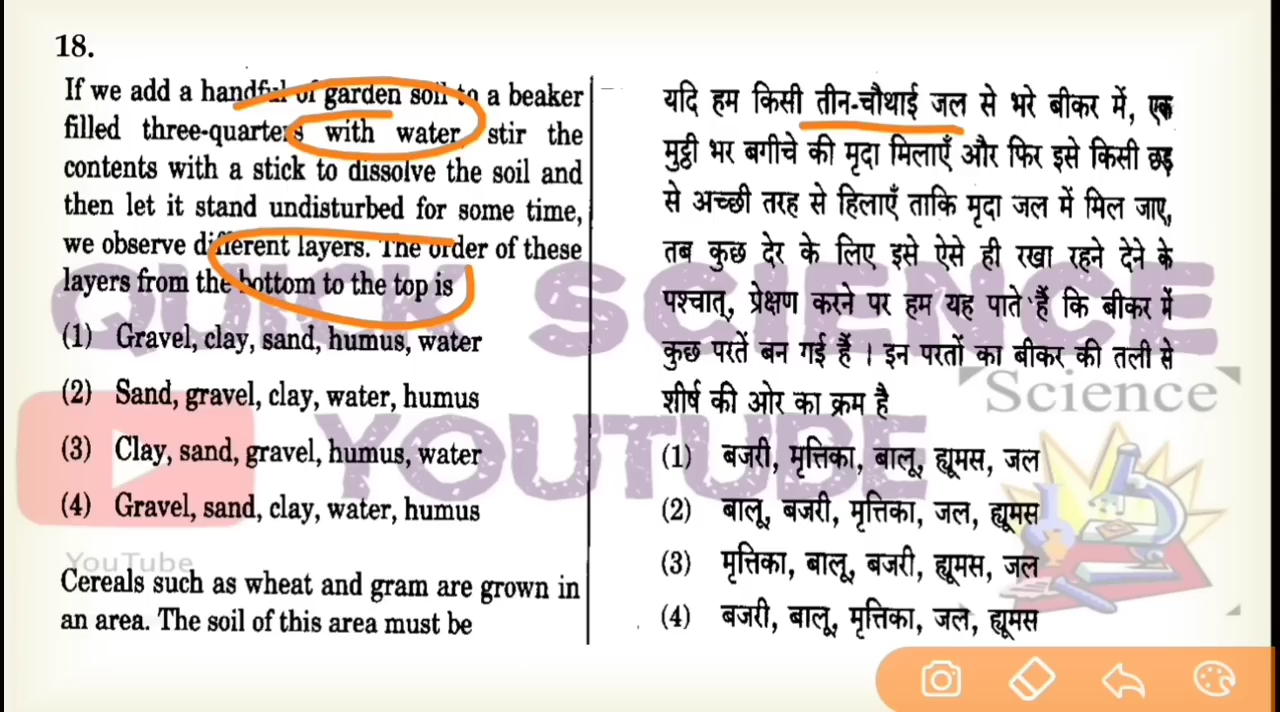 18.
If we add a handful of garden soil to a beaker
filled three-quarters with water, stir the
contents with a stick to dissolve the soil and
then let it stand undisturbed for some time,
we observe different layers. The order of these
layers from the bottom to the top is
(1) Gravel, clay, sand, humus, water
(2) Sand, gravel, clay, water, humus
(3) Clay, sand, gravel, humus, water
(4) Gravel, sand, clay, water, humus
Cereals such as wheat and gram are grown in
an area. The soil of this area must be
यदि हम किसी तीन-चौथाई जल से भरे बीकर में, एक
मुट्ठी भर बगीचे की मृदा मिलाएँ और फिर इसे किसी छड़
से अच्छी तरह से हिलाएँ ताकि मृदा जल में मिल जाए,
तब कुछ देर के लिए इसे ऐसे ही रखा रहने देने के
पश्चात्, प्रेक्षण करने पर हम यह पाते हैं कि बीकर में
कुछ परतें बन गई हैं । इन परतों का बीकर की तली से
शीर्ष की ओर का क्रम है
(1) बजरी, मृत्तिका, बालू, ह्यूमस, जल
(2) बालू, बजरी, मृत्तिका, जल, ह्यूमस
(3) मृत्तिका, बालू, बजरी, ह्यूमस, जल
(4) बजरी, बालू, मृत्तिका, जल, ह्यूमस
QUICK SCIENCE
YOUTUBE
YouTube
Science